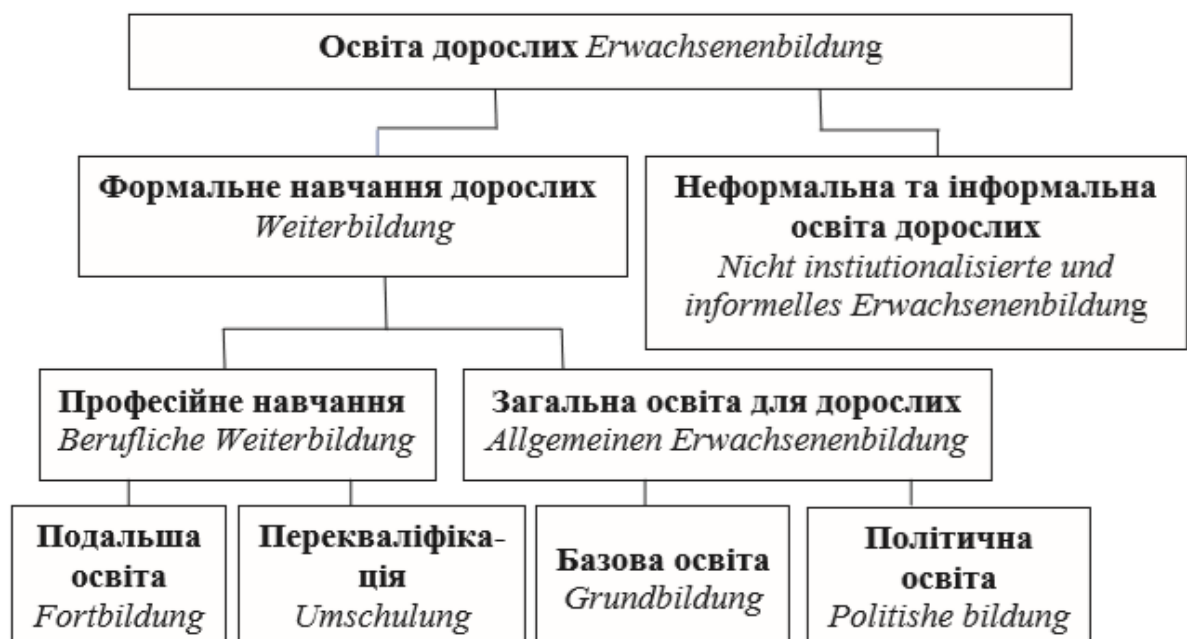 Освіта дорослих Erwachsenenbildung
Формальне навчання дорослих
Weiterbildung
Неформальна та інформальна
освіта дорослих
Nicht instiutionalisierte und
informelles Erwachsenenbildung
Професійне навчання
Berufliche Weiterbildung
Загальна освіта для дорослих
Allgemeinen Erwachsenenbildung
Подальша
освіта
Fortbildung
Перекваліфіка-
ція
Umschulung
Базова освіта
Grundbildung
Політична
освіта
Politishe bildung